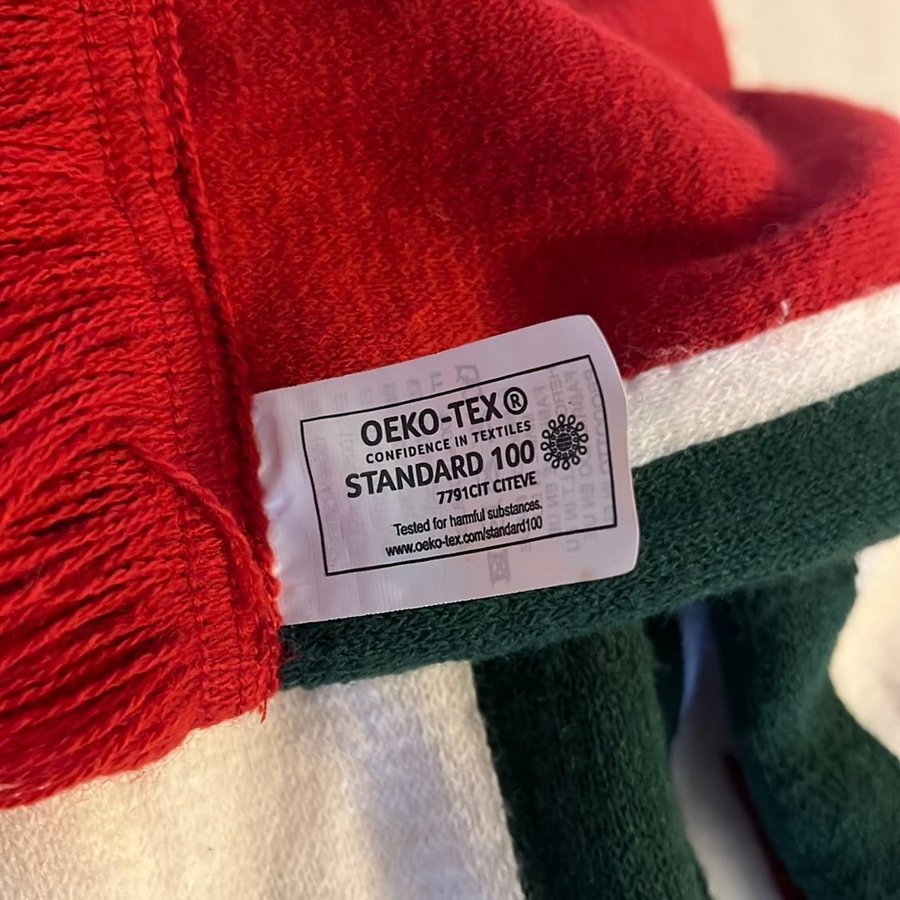 OEKO-TEX®
CONFIDENCE IN TEXTILES
STANDARD 100
7791CIT CITEVE
Tested for harmful substances.
www.oeko-tex.com/standard100